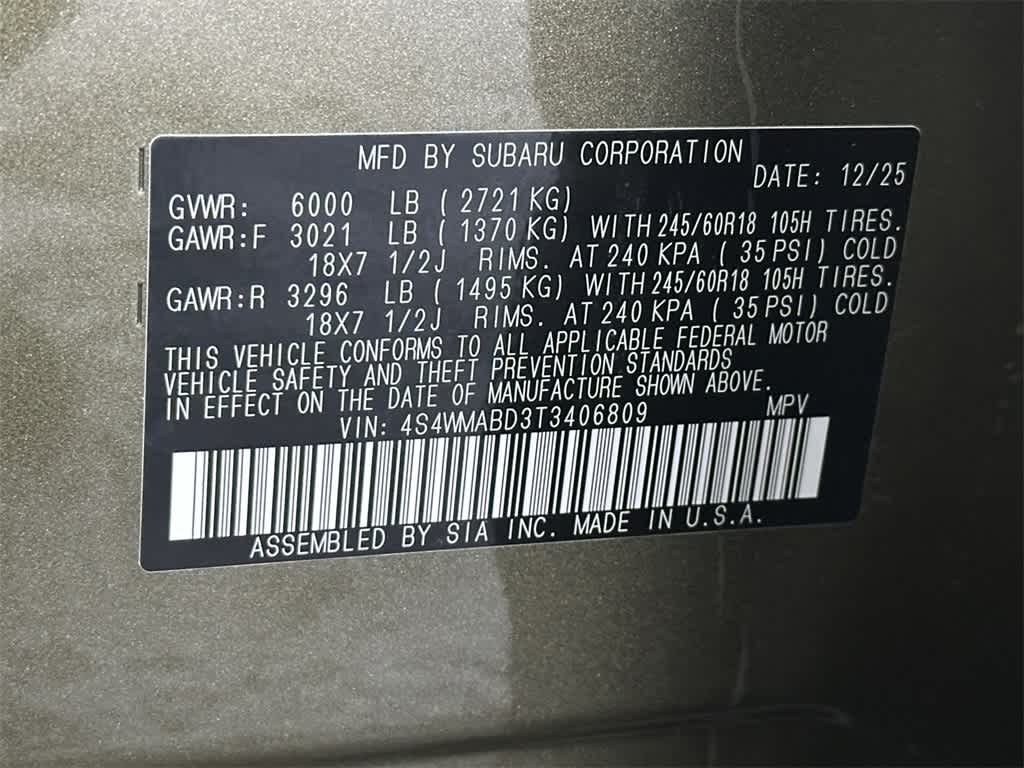 MFD BY SUBARU CORPORATION
DATE: 12/25
GVWR: 6000 LB ( 2721 KG)
GAWR:F 3021 LB ( 1370 KG) WITH 245/60R18 105H TIRES.
18X7 1/2J RIMS. AT 240 KPA ( 35 PSI) COLD
GAWR:R 3296 LB ( 1495 KG) WITH 245/60R18 105H TIRES.
18X7 1/2J RIMS. AT 240 KPA ( 35 PSI) COLD
THIS VEHICLE CONFORMS TO ALL APPLICABLE FEDERAL MOTOR
VEHICLE SAFETY AND THEFT PREVENTION STANDARDS
IN EFFECT ON THE DATE OF MANUFACTURE SHOWN ABOVE.
VIN: 4S4WMABD3T3406809 MPV
ASSEMBLED BY SIA INC. MADE IN U.S.A.